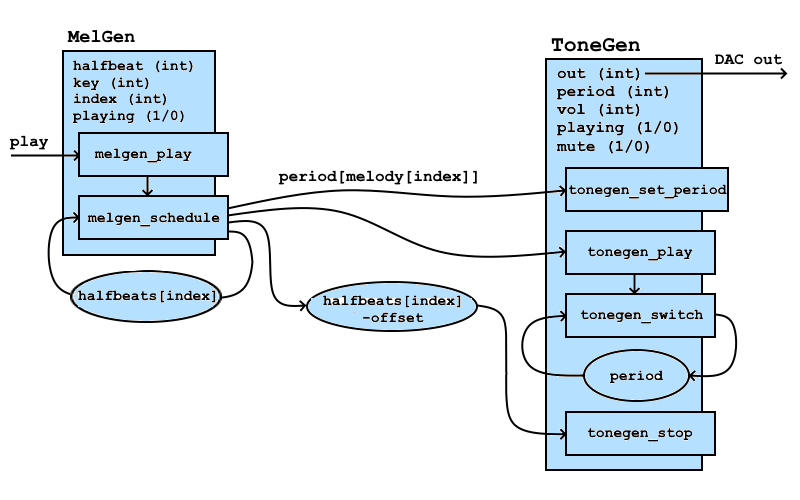 MelGen
halfbeat (int)
key (int)
index (int)
playing (1/0)
play
melgen_play
melgen_schedule
halfbeats[index]
period[melody[index]]
halfbeats[index]
-offset
ToneGen
DAC out
out (int)
period (int)
vol (int)
playing (1/0)
mute (1/0)
tonegen_set_period
tonegen_play
tonegen_switch
period
tonegen_stop